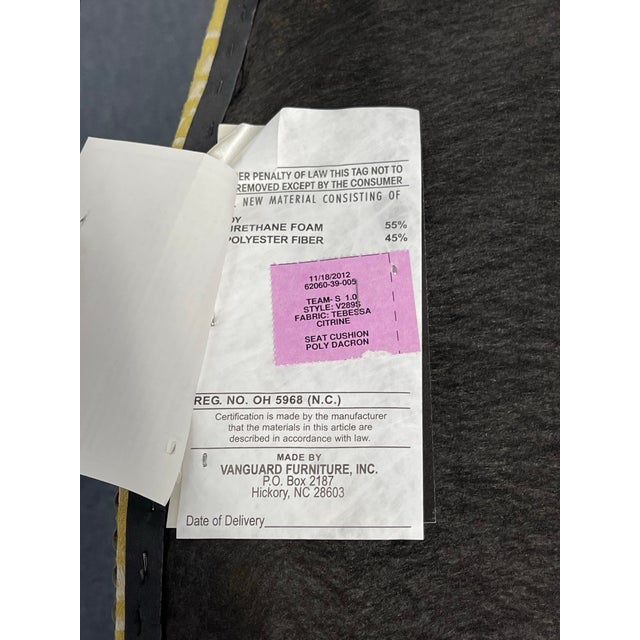 ER PENALTY OF LAW THIS TAG NOT TO
REMOVED EXCEPT BY THE CONSUMER
NEW MATERIAL CONSISTING OF
DY
URETHANE FOAM 55%
POLYESTER FIBER 45%
11/18/2012
62060-39-005
TEAM- S 1.0
STYLE: V289S
FABRIC: TEBESSA
CITRINE
SEAT CUSHION
POLY DACRON
REG. NO. OH 5968 (N.C.)
Certification is made by the manufacturer
that the materials in this article are
described in accordance with law.
MADE BY
VANGUARD FURNITURE, INC.
P.O. Box 2187
Hickory, NC 28603
Date of Delivery